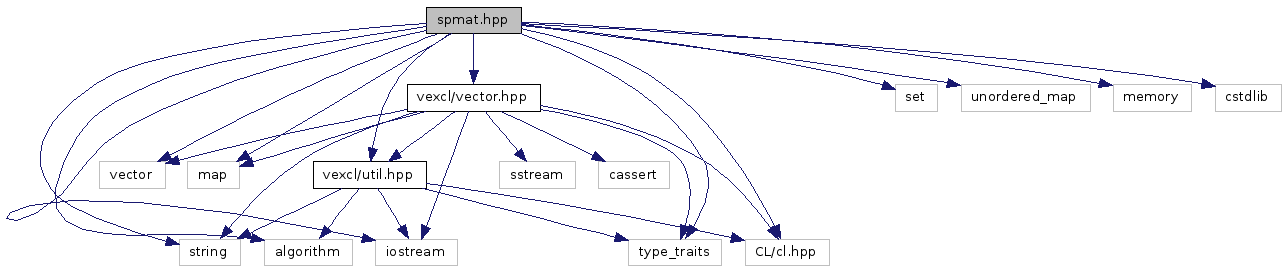 spmat.hpp
vexcl/vector.hpp
set
unordered_map
memory
cstdlib
vector
map
vexcl/util.hpp
sstream
cassert
string
algorithm
iostream
type_traits
CL/cl.hpp